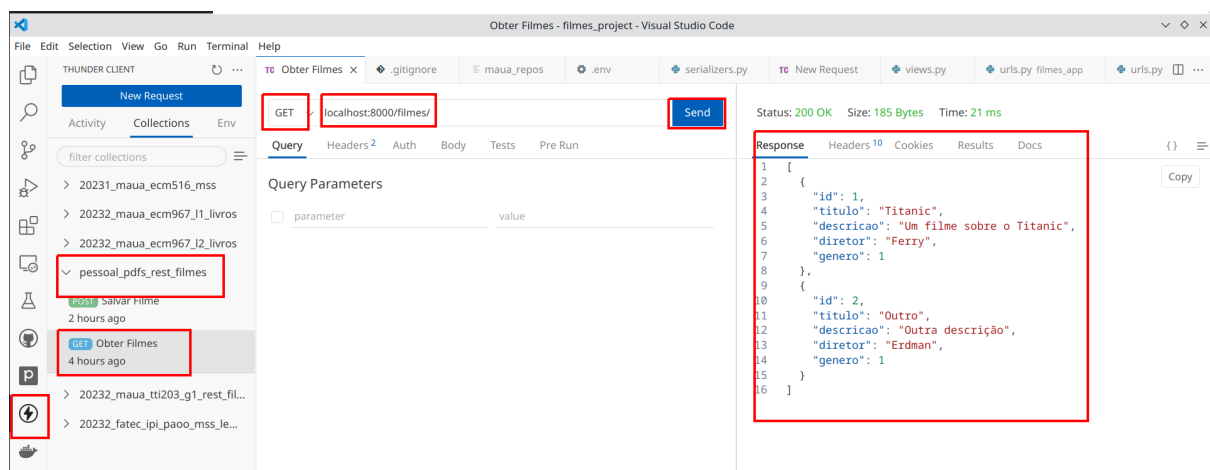 Obter Filmes - filmes_project - Visual Studio Code
File Edit Selection View Go Run Terminal Help
THUNDER CLIENT
New Request
Activity Collections Env
filter collections
20231_maua_ecm516_mss
20232_maua_ecm967_l1_livros
20232_maua_ecm967_l2_livros
pessoal_pdfs_rest_filmes
POST Salvar Filme
2 hours ago
GET Obter Filmes
4 hours ago
20232_maua_tti203_g1_rest_fil...
20232_fatec_ipi_paoo_mss_le...
TC Obter Filmes .gitignore maua_repos .env serializers.py TC New Request views.py urls.py filmes_app urls.py
GET localhost:8000/filmes/ Send
Query Headers 2 Auth Body Tests Pre Run
Query Parameters
parameter value
Status: 200 OK Size: 185 Bytes Time: 21 ms
Response Headers 10 Cookies Results Docs {}
Copy
1 [
2 {
3 "id": 1,
4 "titulo": "Titanic",
5 "descricao": "Um filme sobre o Titanic",
6 "diretor": "Ferry",
7 "genero": 1
8 },
9 {
10 "id": 2,
11 "titulo": "Outro",
12 "descricao": "Outra descrição",
13 "diretor": "Erdman",
14 "genero": 1
15 }
16 ]